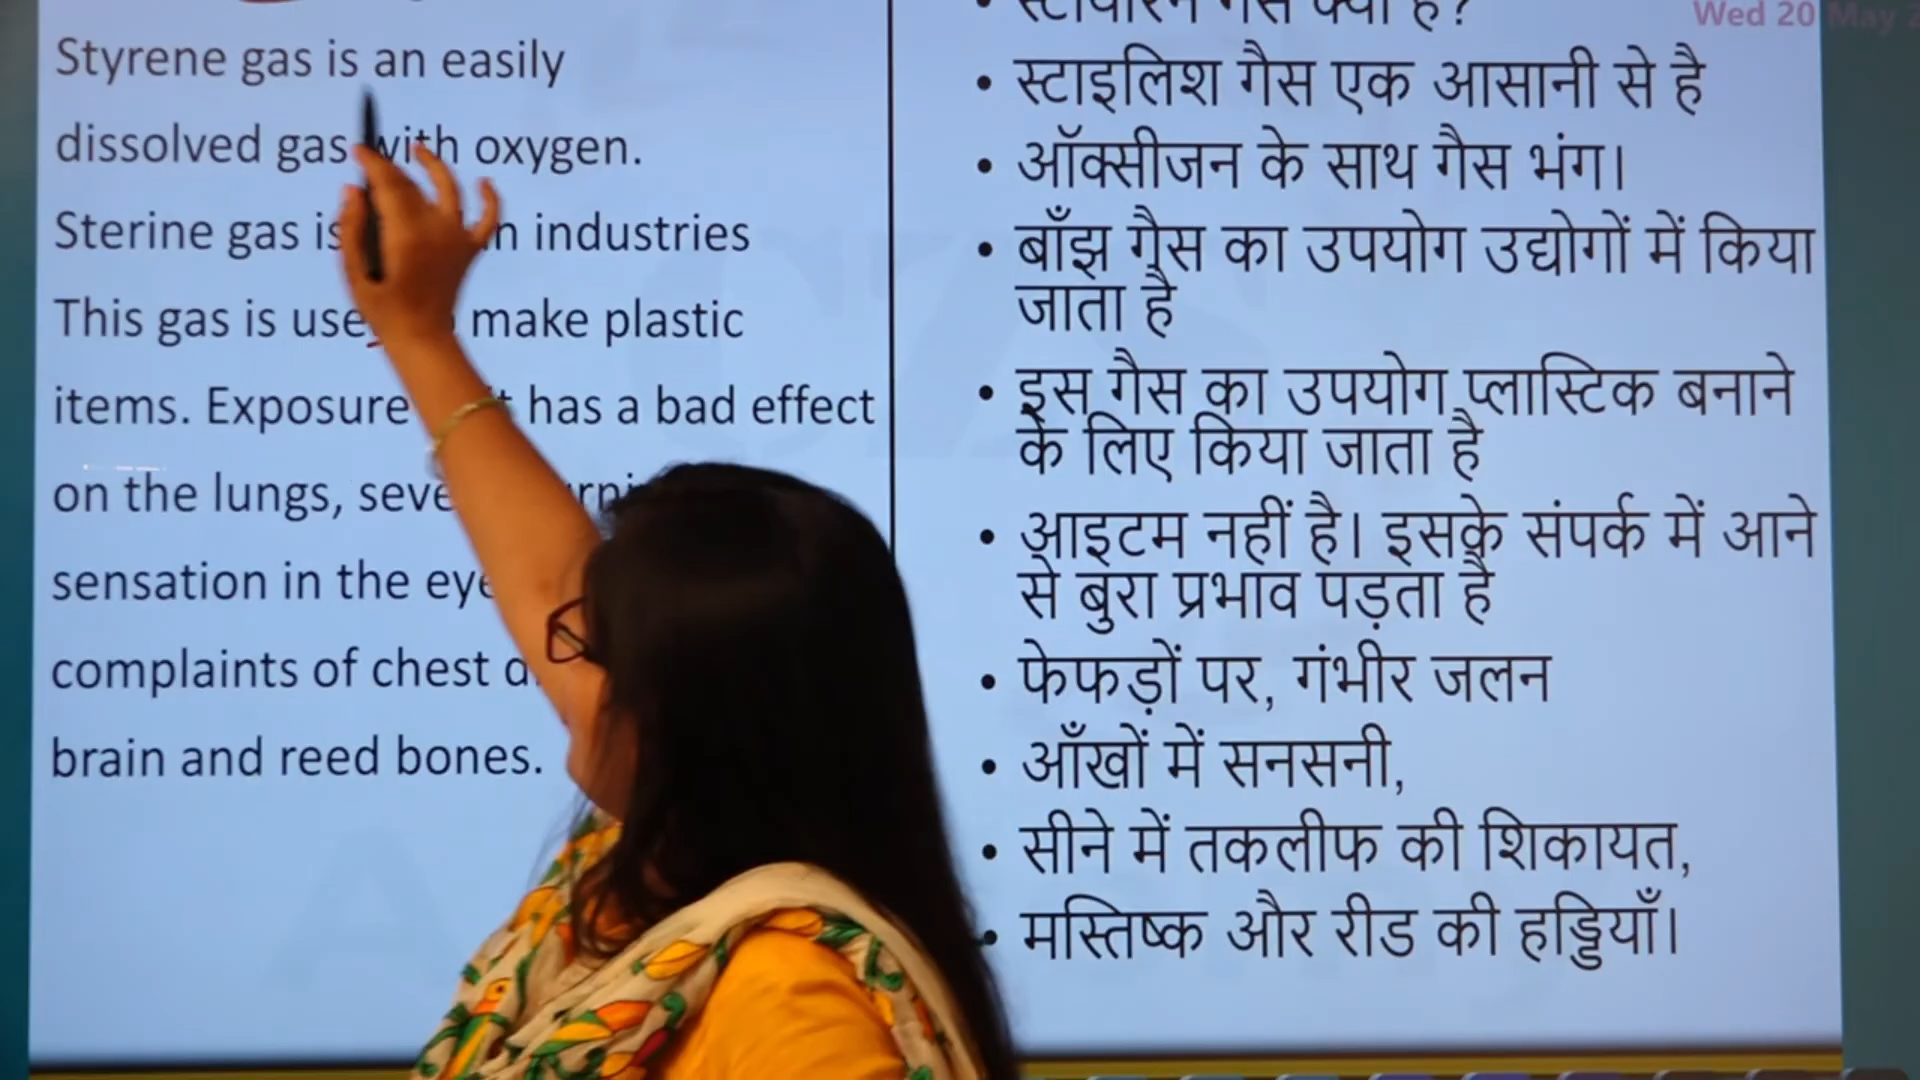 Styrene gas is an easily
dissolved gas with oxygen.
Sterine gas is in industries
This gas is use make plastic
items. Exposure has a bad effect
on the lungs,
sensation in the
complaints of chest
brain and reed bones.
Wed 20 May
• स्टाइलिश गैस एक आसानी से है
• ऑक्सीजन के साथ गैस भंग।
• बाँझ गैस का उपयोग उद्योगों में किया
जाता है
• इस गैस का उपयोग प्लास्टिक बनाने
के लिए किया जाता है
• आइटम नहीं है। इसके संपर्क में आने
से बुरा प्रभाव पड़ता है
• फेफड़ों पर, गंभीर जलन
• आँखों में सनसनी,
• सीने में तकलीफ की शिकायत,
• मस्तिष्क और रीड की हड्डियाँ।